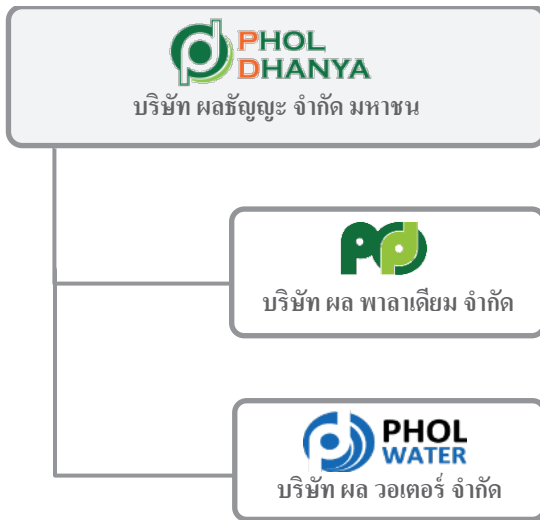 PHOL
DHANYA
บริษัท ผลธัญญะ จำกัด มหาชน
บริษัท ผล พาลาเดียม จำกัด
PHOL
WATER
บริษัท ผล วอเตอร์ จำกัด